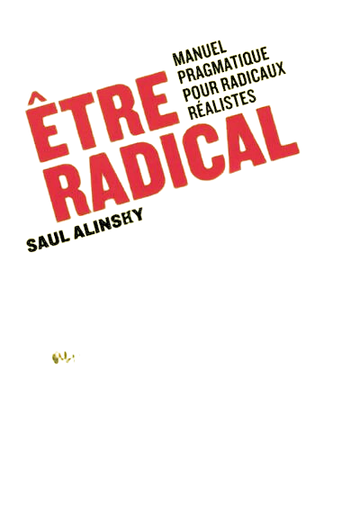 MANUEL
PRAGMATIQUE
POUR RADICAUX
RÉALISTES
ÊTRE
RADICAL
SAUL ALINSKY